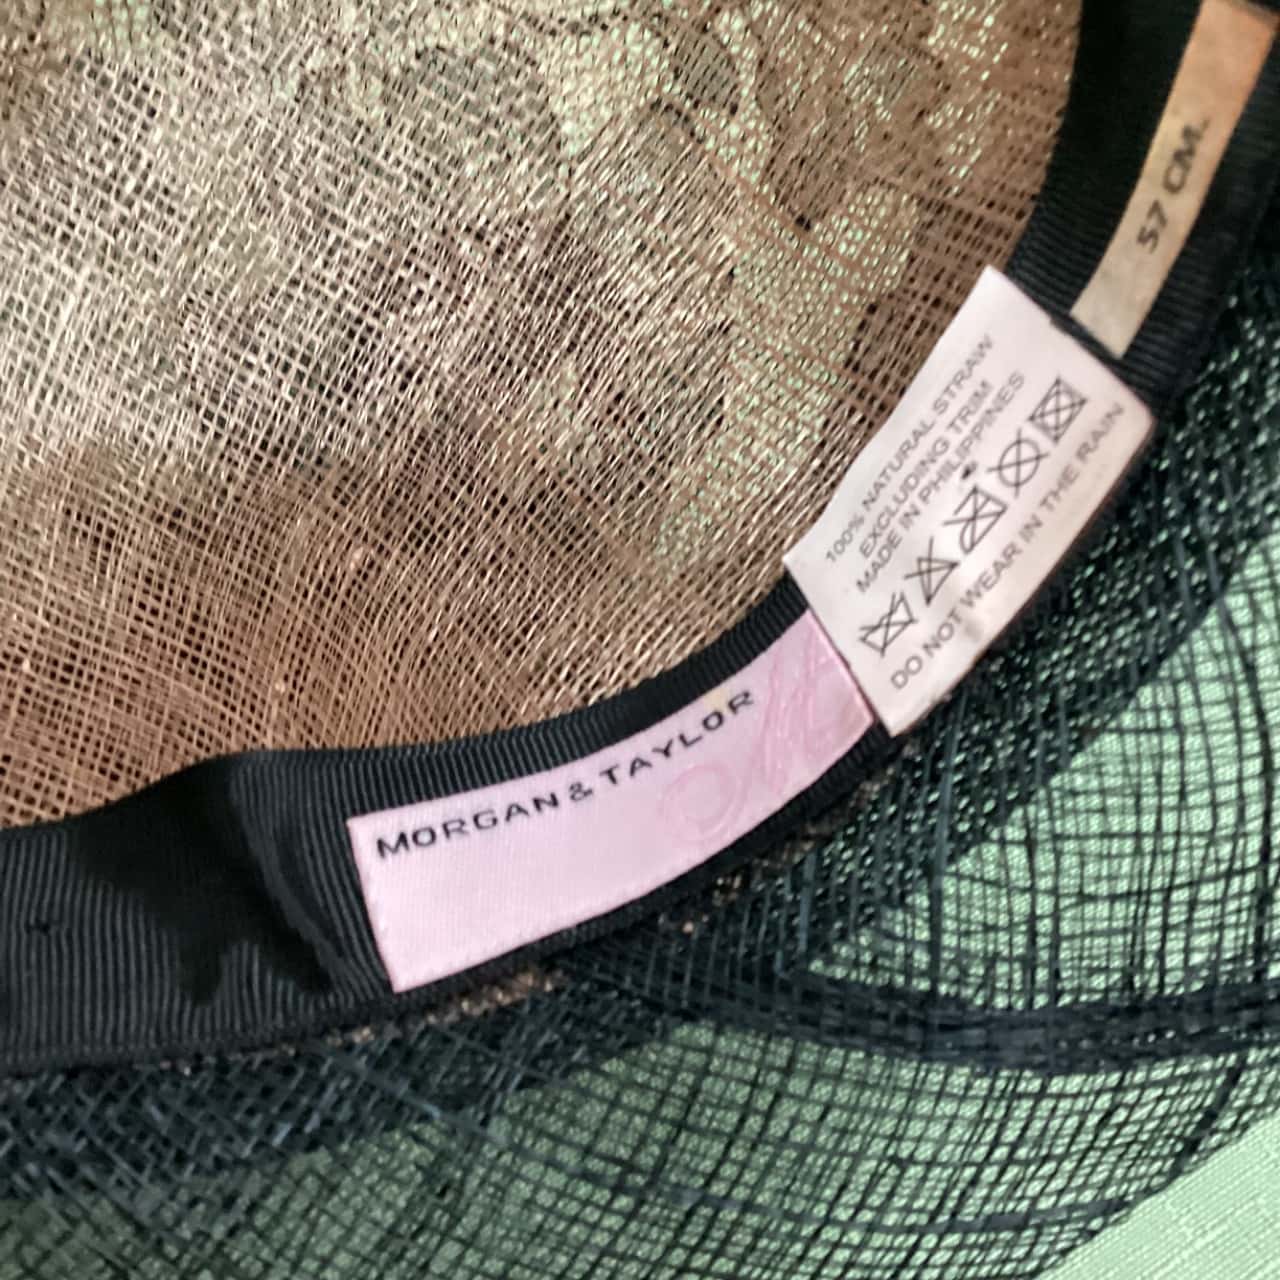 57 CM.
100% NATURAL STRAW
EXCLUDING TRIM
MADE IN PHILIPPINES
DO NOT WEAR IN THE RAIN
MORGAN & TAYLOR